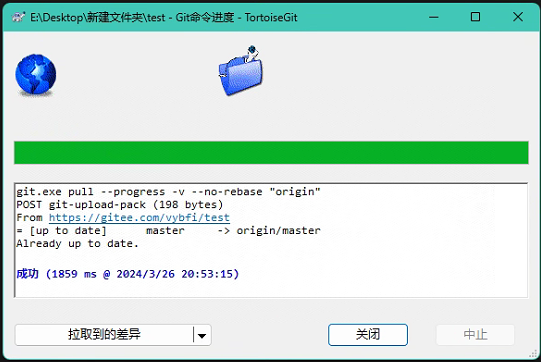 E:\Desktop\新建文件夹\test - Git命令进度 - TortoiseGit
git.exe pull --progress -v --no-rebase "origin"
POST git-upload-pack (198 bytes)
From https://gitee.com/vybfi/test
= [up to date]      master     -> origin/master
Already up to date.
成功 (1859 ms @ 2024/3/26 20:53:15)
拉取到的差异
关闭
中止